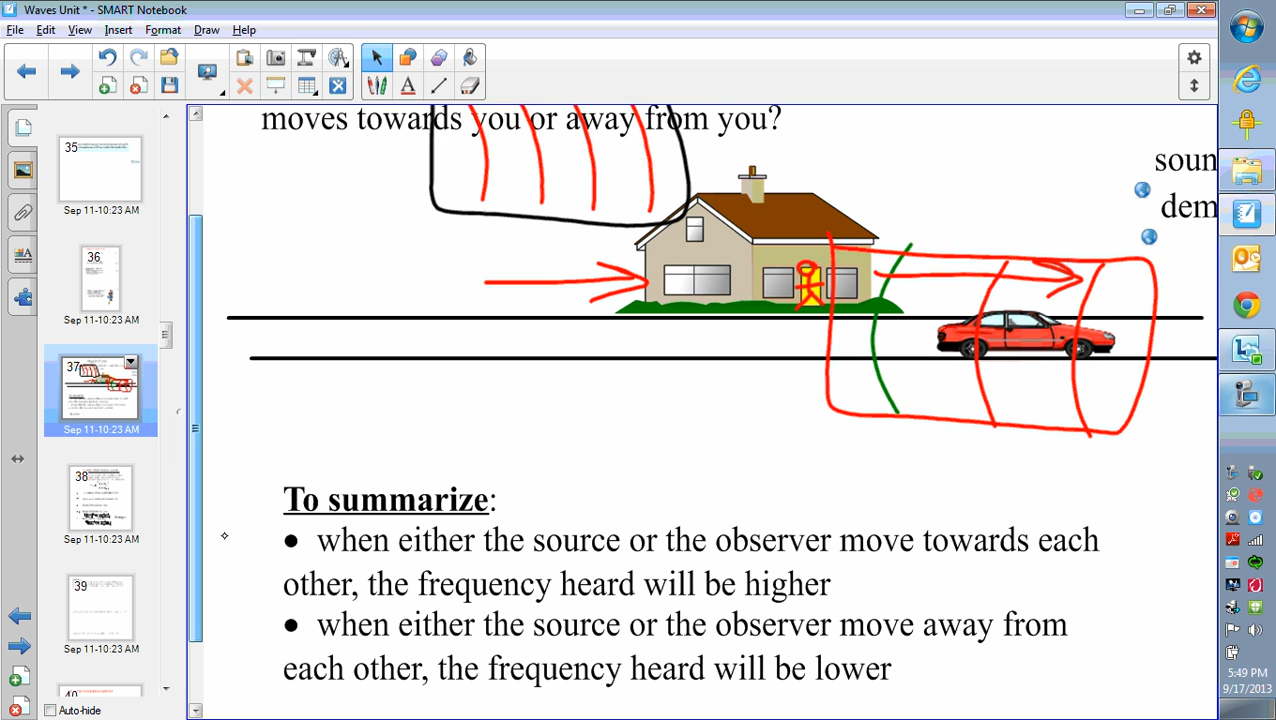 Waves Unit * - SMART Notebook
File Edit View Insert Format Draw Help
moves towards you or away from you?
soun
dem
To summarize:
• when either the source or the observer move towards each
other, the frequency heard will be higher
• when either the source or the observer move away from
each other, the frequency heard will be lower
35
Sep 11-10:23 AM
36
Sep 11-10:23 AM
37
Sep 11-10:23 AM
38
Sep 11-10:23 AM
39
Sep 11-10:23 AM
Auto-hide
5:49 PM
9/17/2013